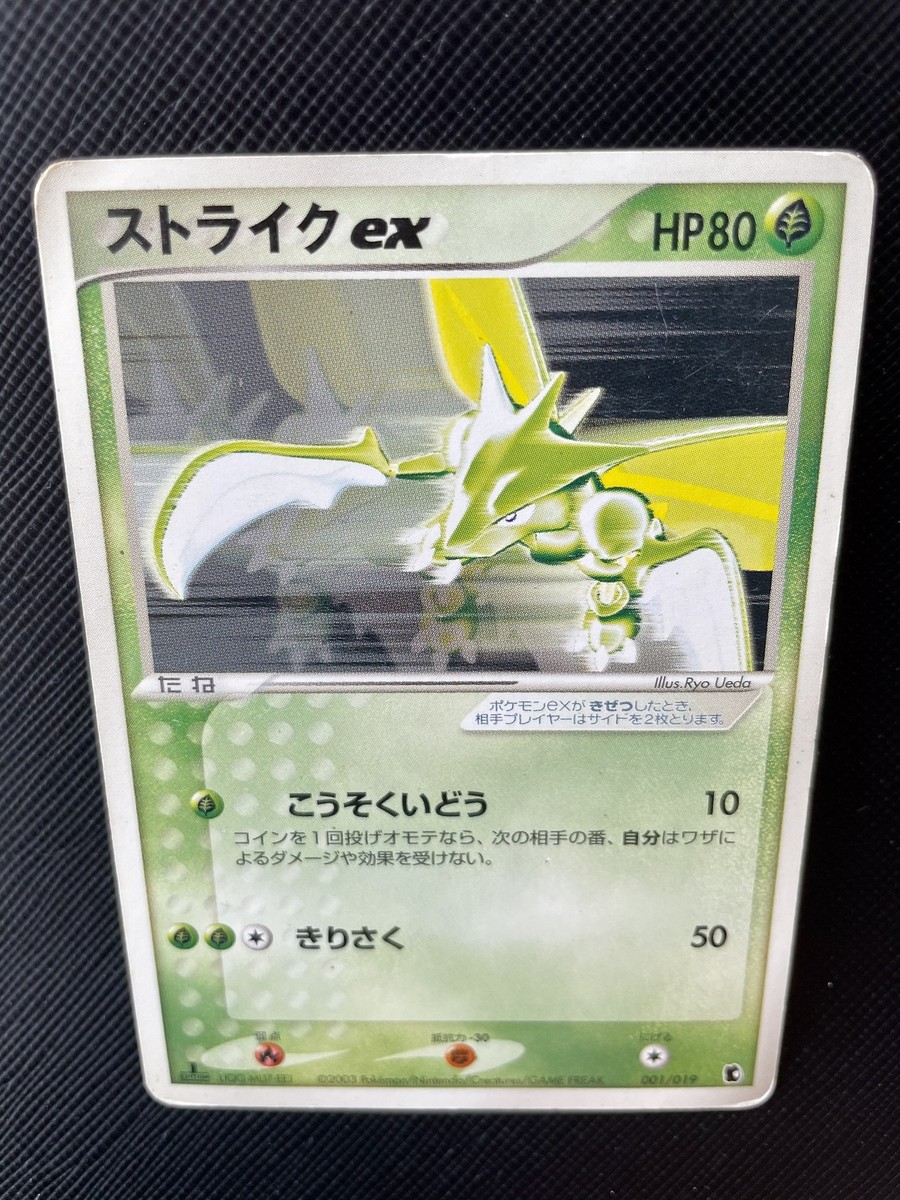 ストライクex HP80
たね Illus.Ryo Ueda
ポケモンexが きぜつしたとき、
相手プレイヤーはサイドを2枚とります。
こうそくいどう 10
コインを1回投げオモテなら、次の相手の番、自分はワザに
よるダメージや効果を受けない。
きりさく 50
弱点 抵抗力 -30 にげる
1 EDITION ©2003 Pokémon/Nintendo/Creatures/GAME FREAK 001/019